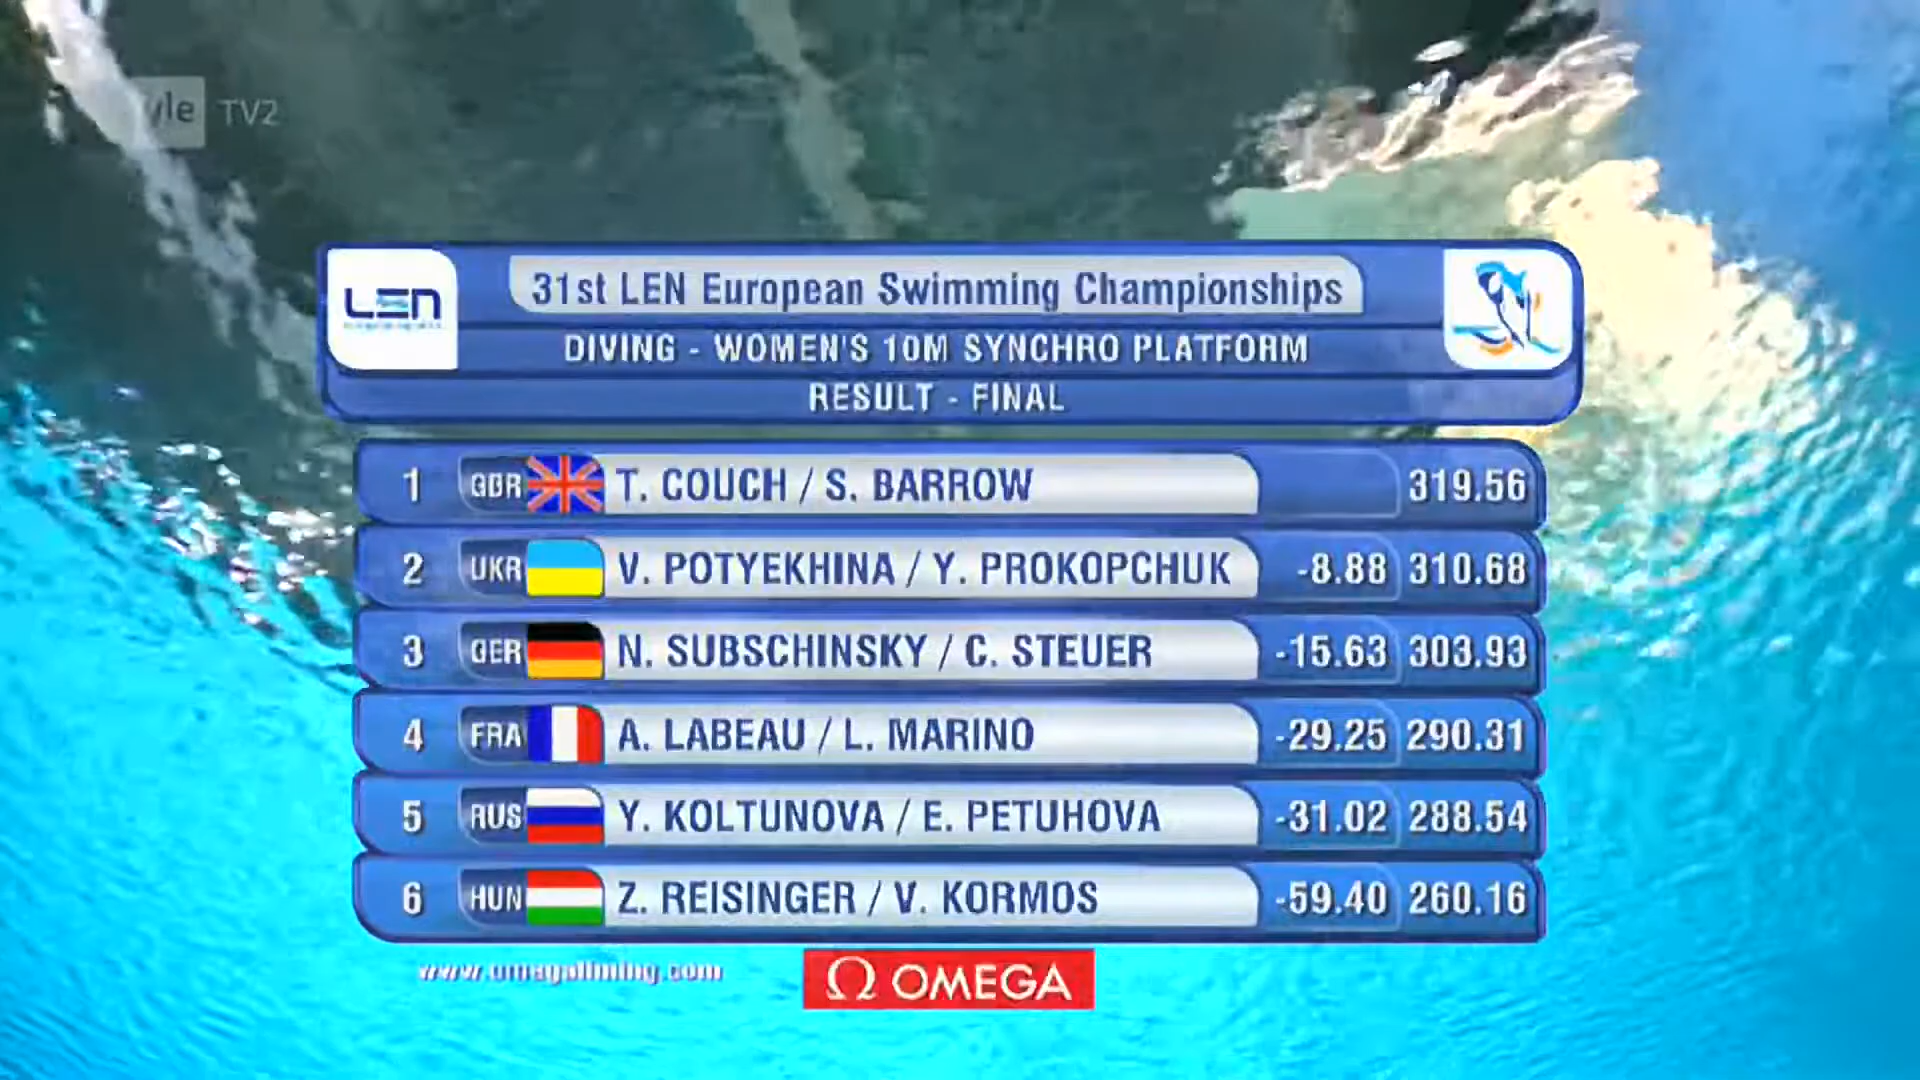 yle TV2
LEN
31st LEN European Swimming Championships
DIVING - WOMEN'S 10M SYNCHRO PLATFORM
RESULT - FINAL
1 GBR T. COUCH / S. BARROW 319.56
2 UKR V. POTYEKHINA / Y. PROKOPCHUK -8.88 310.68
3 GER N. SUBSCHINSKY / C. STEUER -15.63 303.93
4 FRA A. LABEAU / L. MARINO -29.25 290.31
5 RUS Y. KOLTUNOVA / E. PETUHOVA -31.02 288.54
6 HUN Z. REISINGER / V. KORMOS -59.40 260.16
www.omegatiming.com
Ω OMEGA